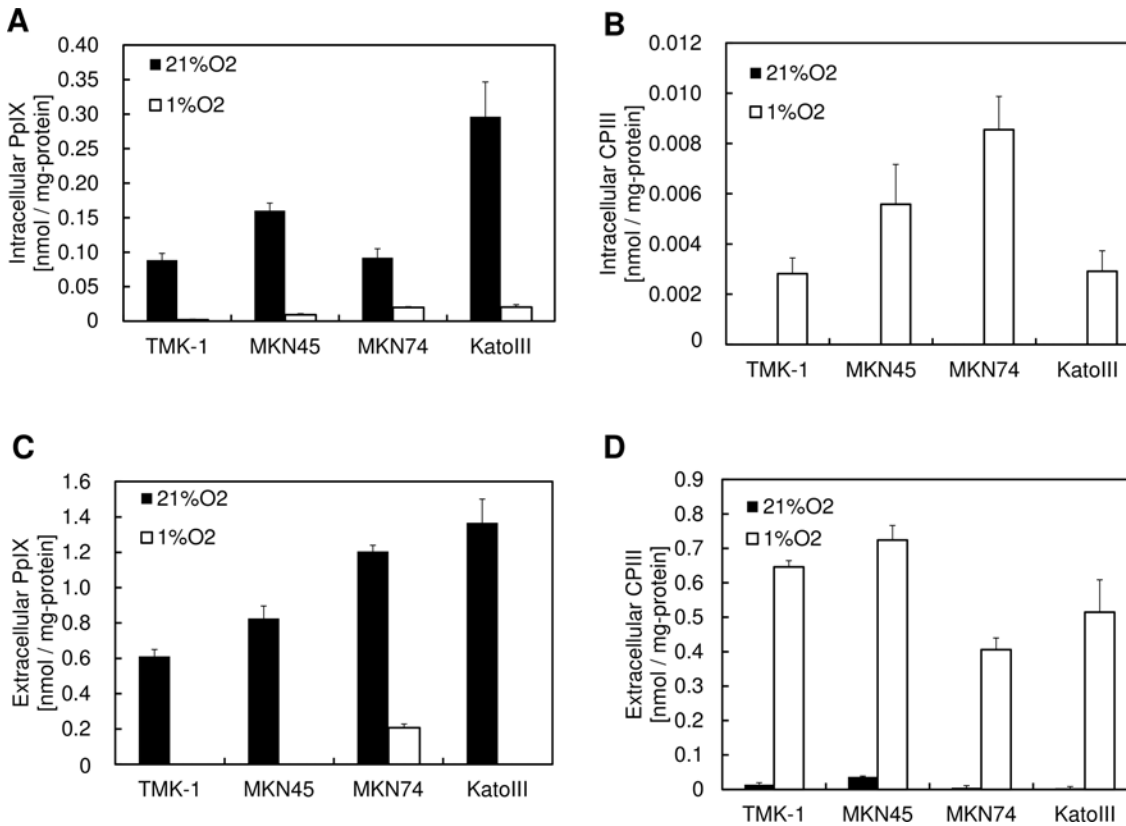 A
Intracellular PpIX
[nmol / mg-protein]
0.40
0.35
0.30
0.25
0.20
0.15
0.10
0.05
0
21%O2
1%O2
TMK-1 MKN45 MKN74 KatoIII
B
Intracellular CPIII
[nmol / mg-protein]
0.012
0.010
0.008
0.006
0.004
0.002
0
21%O2
1%O2
TMK-1 MKN45 MKN74 KatoIII
C
Extracellular PpIX
[nmol / mg-protein]
1.6
1.4
1.2
1.0
0.8
0.6
0.4
0.2
0
21%O2
1%O2
TMK-1 MKN45 MKN74 KatoIII
D
Extracellular CPIII
[nmol / mg-protein]
0.9
0.8
0.7
0.6
0.5
0.4
0.3
0.2
0.1
0
21%O2
1%O2
TMK-1 MKN45 MKN74 KatoIII